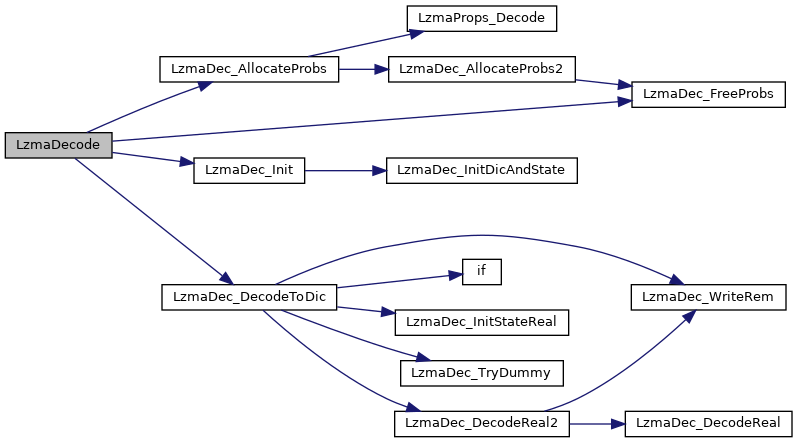 LzmaProps_Decode
LzmaDec_AllocateProbs
LzmaDec_AllocateProbs2
LzmaDec_FreeProbs
LzmaDecode
LzmaDec_Init
LzmaDec_InitDicAndState
if
LzmaDec_DecodeToDic
LzmaDec_WriteRem
LzmaDec_InitStateReal
LzmaDec_TryDummy
LzmaDec_DecodeReal2
LzmaDec_DecodeReal